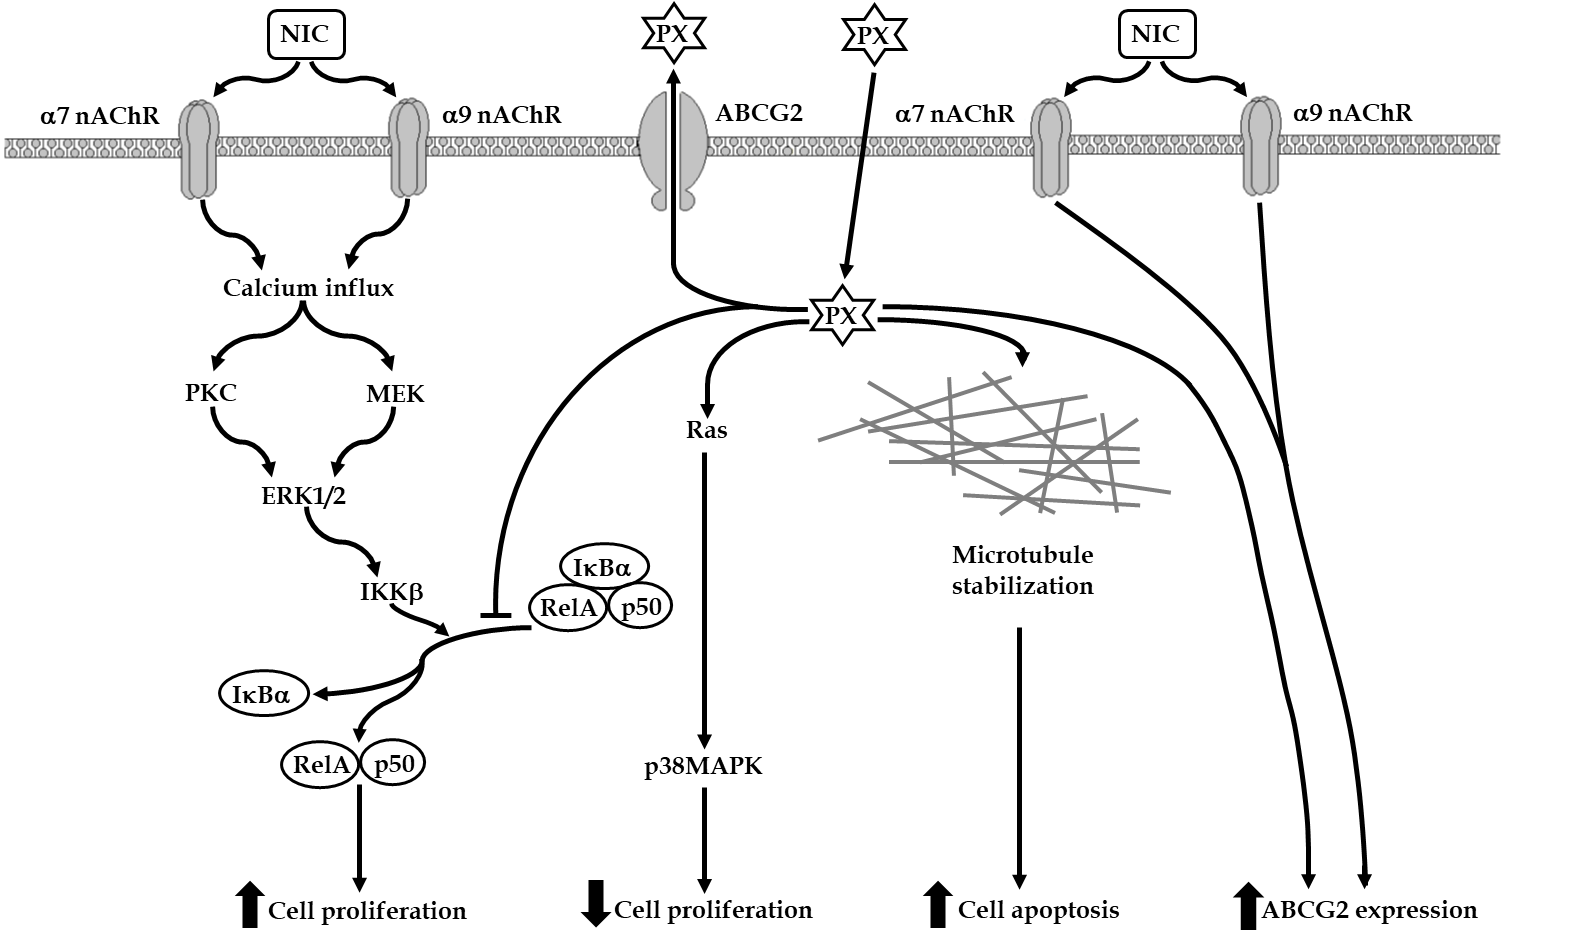 NIC
PX
PX
NIC
α7 nAChR
α9 nAChR
ABCG2
α7 nAChR
α9 nAChR
Calcium influx
PX
PKC
MEK
Ras
ERK1/2
Microtubule
stabilization
IκBα
IKKβ
RelA
p50
IκBα
RelA
p50
p38MAPK
Cell proliferation
Cell proliferation
Cell apoptosis
ABCG2 expression